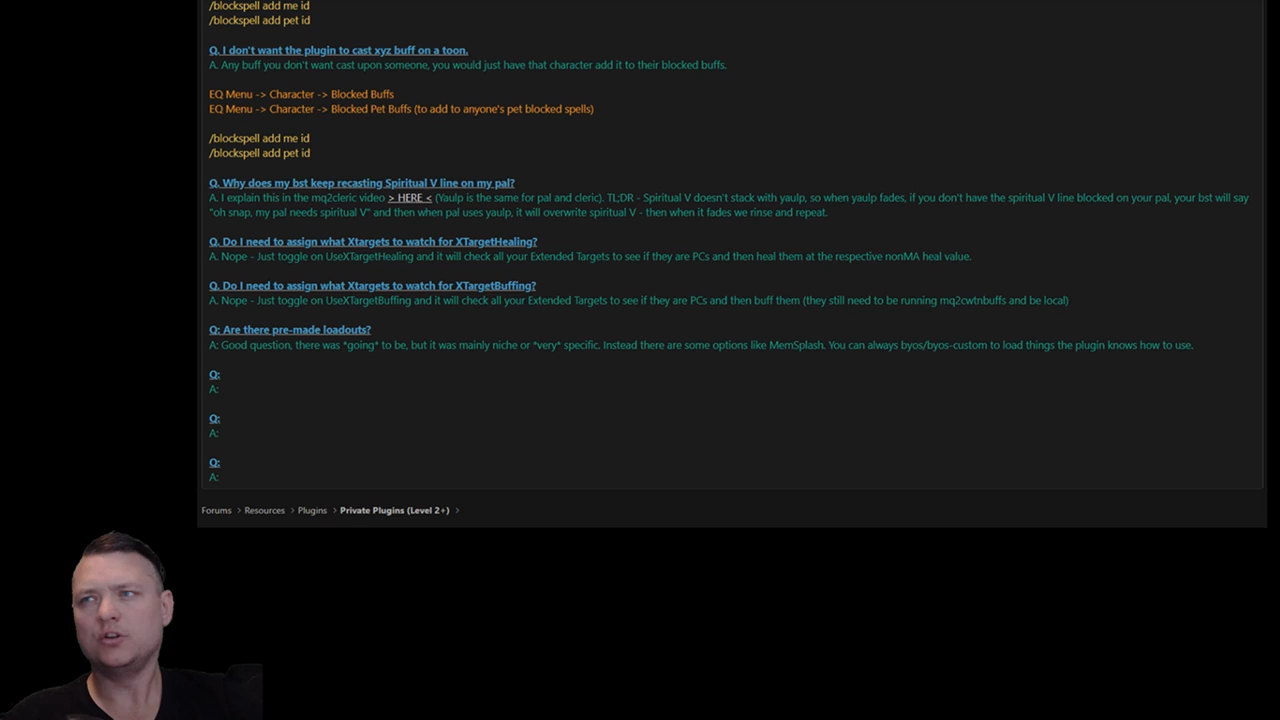 /blockspell add me id
/blockspell add pet id
Q. I don't want the plugin to cast xyz buff on a toon.
A. Any buff you don't want cast upon someone, you would just have that character add it to their blocked buffs.
EQ Menu -> Character -> Blocked Buffs
EQ Menu -> Character -> Blocked Pet Buffs (to add to anyone's pet blocked spells)
/blockspell add me id
/blockspell add pet id
Q. Why does my bst keep recasting Spiritual V line on my pal?
A. I explain this in the mq2cleric video > HERE < (Yaulp is the same for pal and cleric). TL;DR - Spiritual V doesn't stack with yaulp, so when yaulp fades, if you don't have the spiritual V line blocked on your pal, your bst will say
"oh snap, my pal needs spiritual V" and then when pal uses yaulp, it will overwrite spiritual V - then when it fades we rinse and repeat.
Q. Do I need to assign what Xtargets to watch for XTargetHealing?
A. Nope - Just toggle on UseXTargetHealing and it will check all your Extended Targets to see if they are PCs and then heal them at the respective nonMA heal value.
Q. Do I need to assign what Xtargets to watch for XTargetBuffing?
A. Nope - Just toggle on UseXTargetBuffing and it will check all your Extended Targets to see if they are PCs and then buff them (they still need to be running mq2cwtnbuffs and be local)
Q: Are there pre-made loadouts?
A: Good question, there was *going* to be, but it was mainly niche or *very* specific. Instead there are some options like MemSplash. You can always byos/byos-custom to load things the plugin knows how to use.
Q:
A:
Q:
A:
Q:
A:
Forums > Resources > Plugins > Private Plugins (Level 2+) >